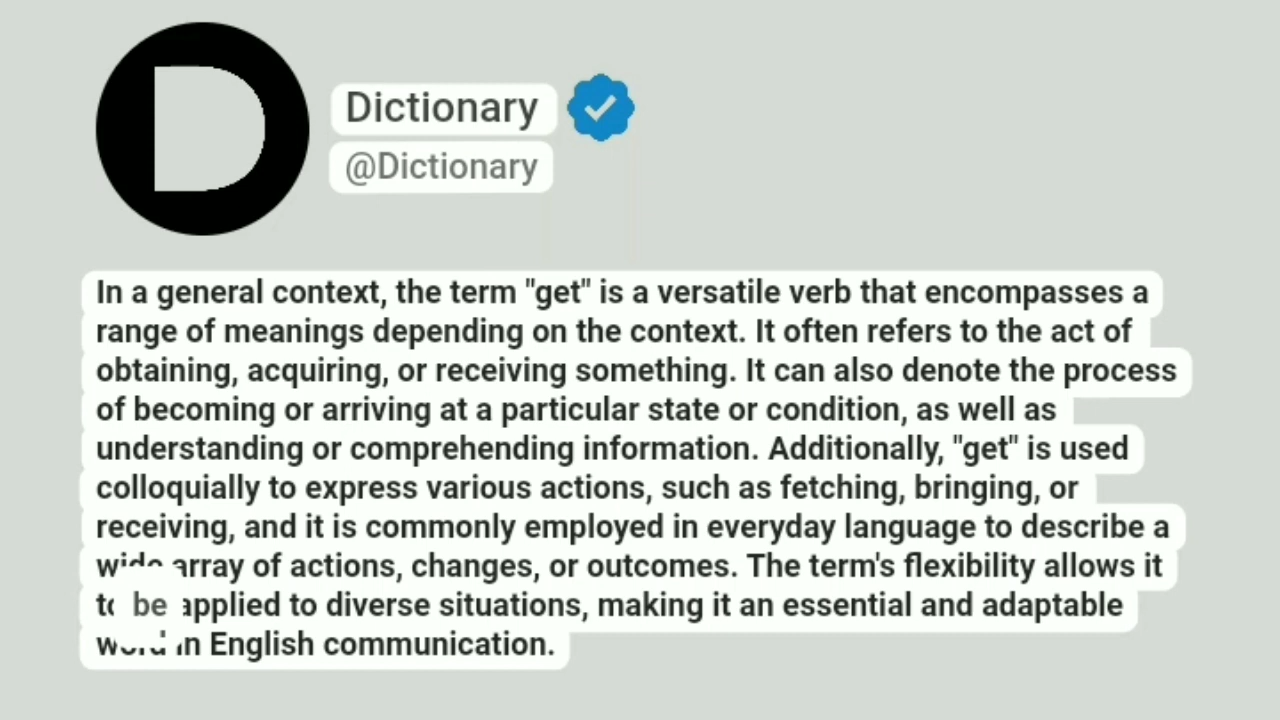 D
Dictionary
@Dictionary
In a general context, the term "get" is a versatile verb that encompasses a
range of meanings depending on the context. It often refers to the act of
obtaining, acquiring, or receiving something. It can also denote the process
of becoming or arriving at a particular state or condition, as well as
understanding or comprehending information. Additionally, "get" is used
colloquially to express various actions, such as fetching, bringing, or
receiving, and it is commonly employed in everyday language to describe a
wide array of actions, changes, or outcomes. The term's flexibility allows it
to be applied to diverse situations, making it an essential and adaptable
word in English communication.